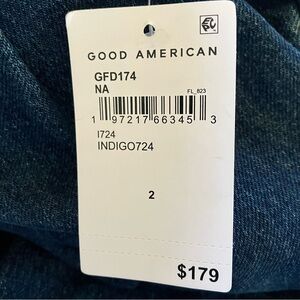 GOOD AMERICAN
GFD174
NA
FL_823
1 97217 66345 3
I724
INDIGO724
2
$179